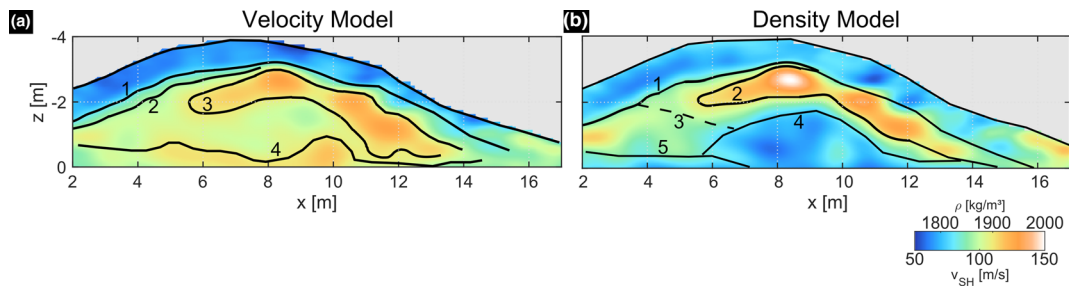 (a) Velocity Model
-4
-2
0
z [m]
1
2
3
4
2 4 6 8 10 12 14 16
x [m]
(b) Density Model
1
2
3
4
5
2 4 6 8 10 12 14 16
x [m]
ρ [kg/m³]
1800 1900 2000
50 100 150
v_SH [m/s]